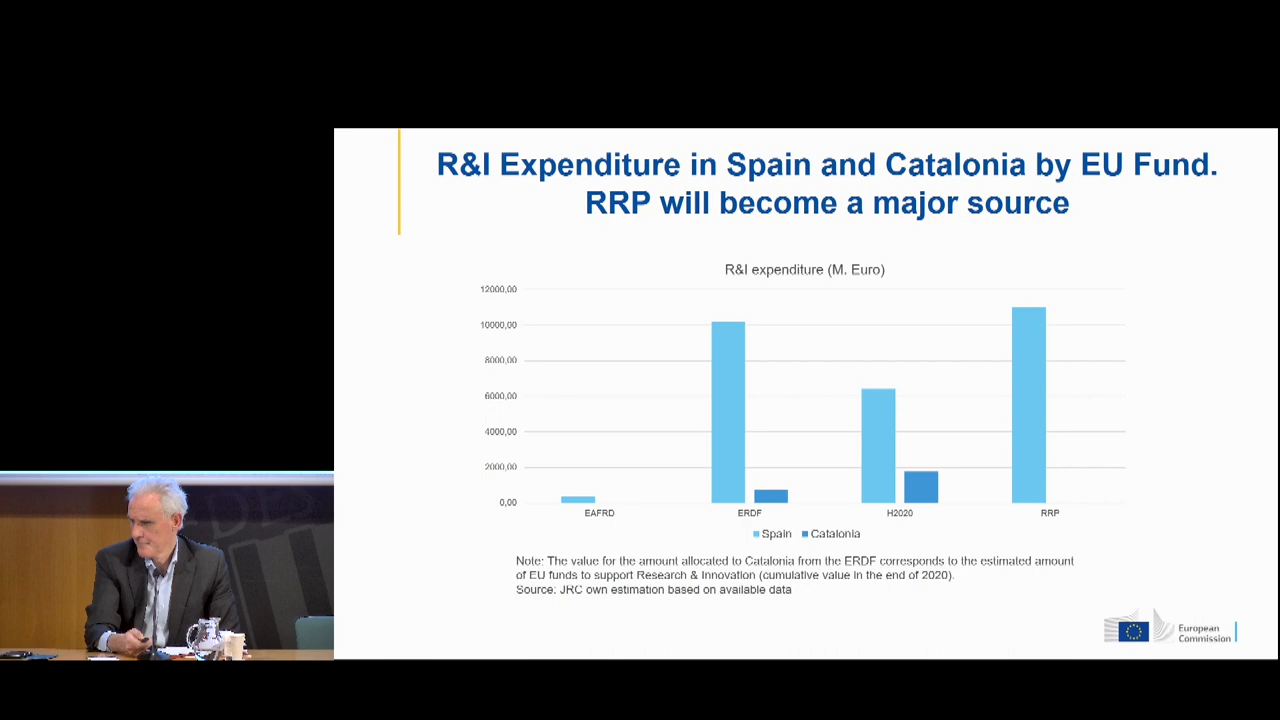 R&I Expenditure in Spain and Catalonia by EU Fund.
RRP will become a major source
R&I expenditure (M. Euro)
12000,00
10000,00
8000,00
6000,00
4000,00
2000,00
0,00
EAFRD
ERDF
H2020
RRP
Spain
Catalonia
Note: The value for the amount allocated to Catalonia from the ERDF corresponds to the estimated amount
of EU funds to support Research & Innovation (cumulative value in the end of 2020).
Source: JRC own estimation based on available data
European
Commission